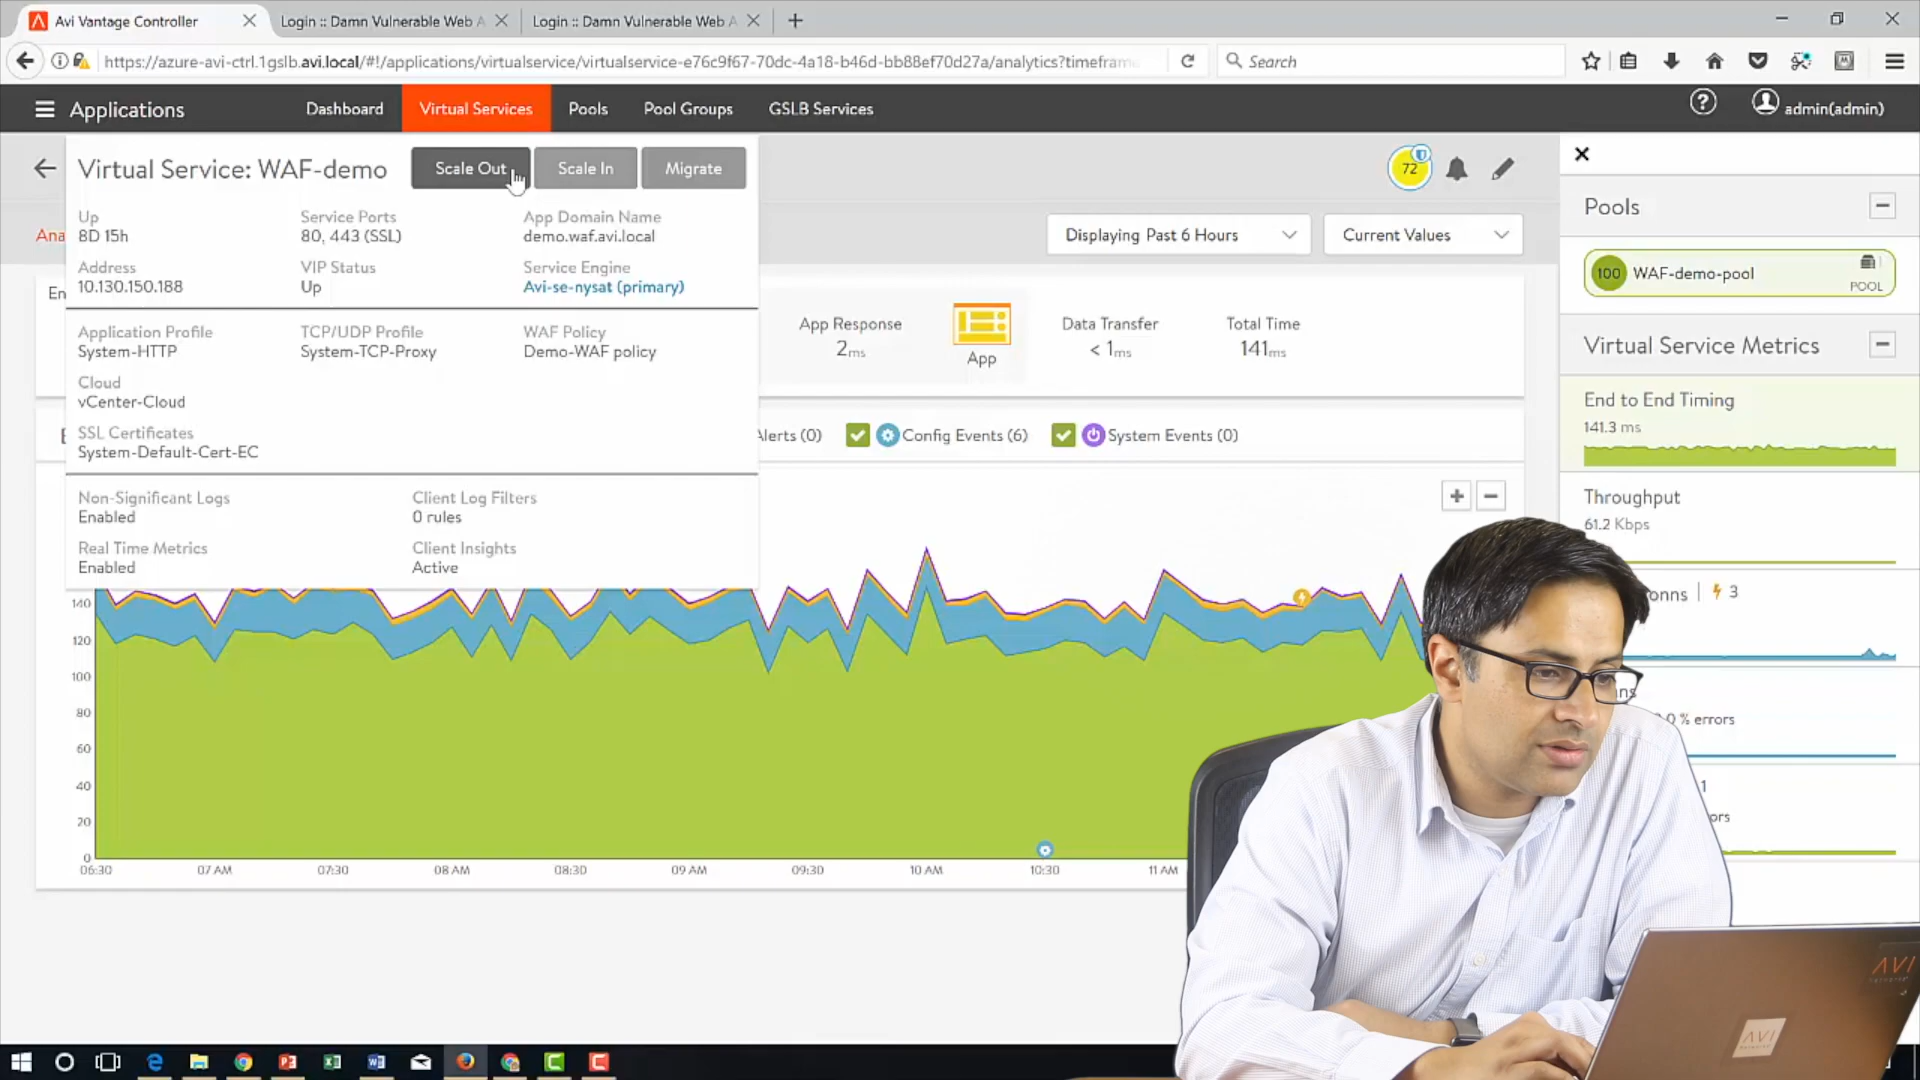 Avi Vantage Controller
Login :: Damn Vulnerable Web A
Login :: Damn Vulnerable Web A
https://azure-avi-ctrl.1gslb.avi.local/#!/applications/virtualservice/virtualservice-e76c9f67-70dc-4a18-b46d-bb88ef70d27a/analytics?timefram
Search
Applications
Dashboard
Virtual Services
Pools
Pool Groups
GSLB Services
admin(admin)
Virtual Service: WAF-demo
Scale Out
Scale In
Migrate
72
Up
8D 15h
Service Ports
80, 443 (SSL)
App Domain Name
demo.waf.avi.local
Address
10.130.150.188
VIP Status
Up
Service Engine
Avi-se-nysat (primary)
Application Profile
System-HTTP
TCP/UDP Profile
System-TCP-Proxy
WAF Policy
Demo-WAF policy
Cloud
vCenter-Cloud
SSL Certificates
System-Default-Cert-EC
Non-Significant Logs
Enabled
Client Log Filters
0 rules
Real Time Metrics
Enabled
Client Insights
Active
Ana
En
Displaying Past 6 Hours
Current Values
App Response
2ms
App
Data Transfer
< 1ms
Total Time
141ms
Alerts (0)
Config Events (6)
System Events (0)
140
120
100
80
60
40
20
0
06:30
07 AM
07:30
08 AM
08:30
09 AM
09:30
10 AM
10:30
11 AM
Pools
100
WAF-demo-pool
POOL
Virtual Service Metrics
End to End Timing
141.3 ms
Throughput
61.2 Kbps
onns
3
ns
0 % errors
1
ors
AVI
AVI